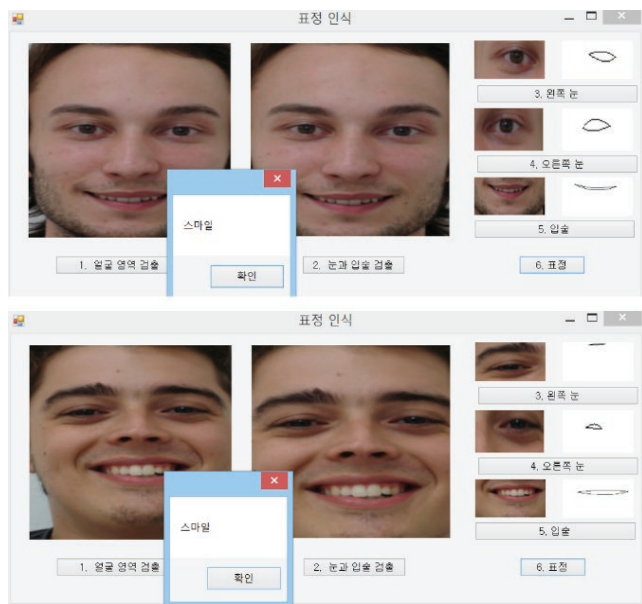 표정 인식
3. 왼쪽 눈
4. 오른쪽 눈
5. 입술
스마일
확인
1. 얼굴 영역 검출
2. 눈과 입술 검출
6. 표정
표정 인식
3. 왼쪽 눈
4. 오른쪽 눈
5. 입술
스마일
확인
1. 얼굴 영역 검출
2. 눈과 입술 검출
6. 표정